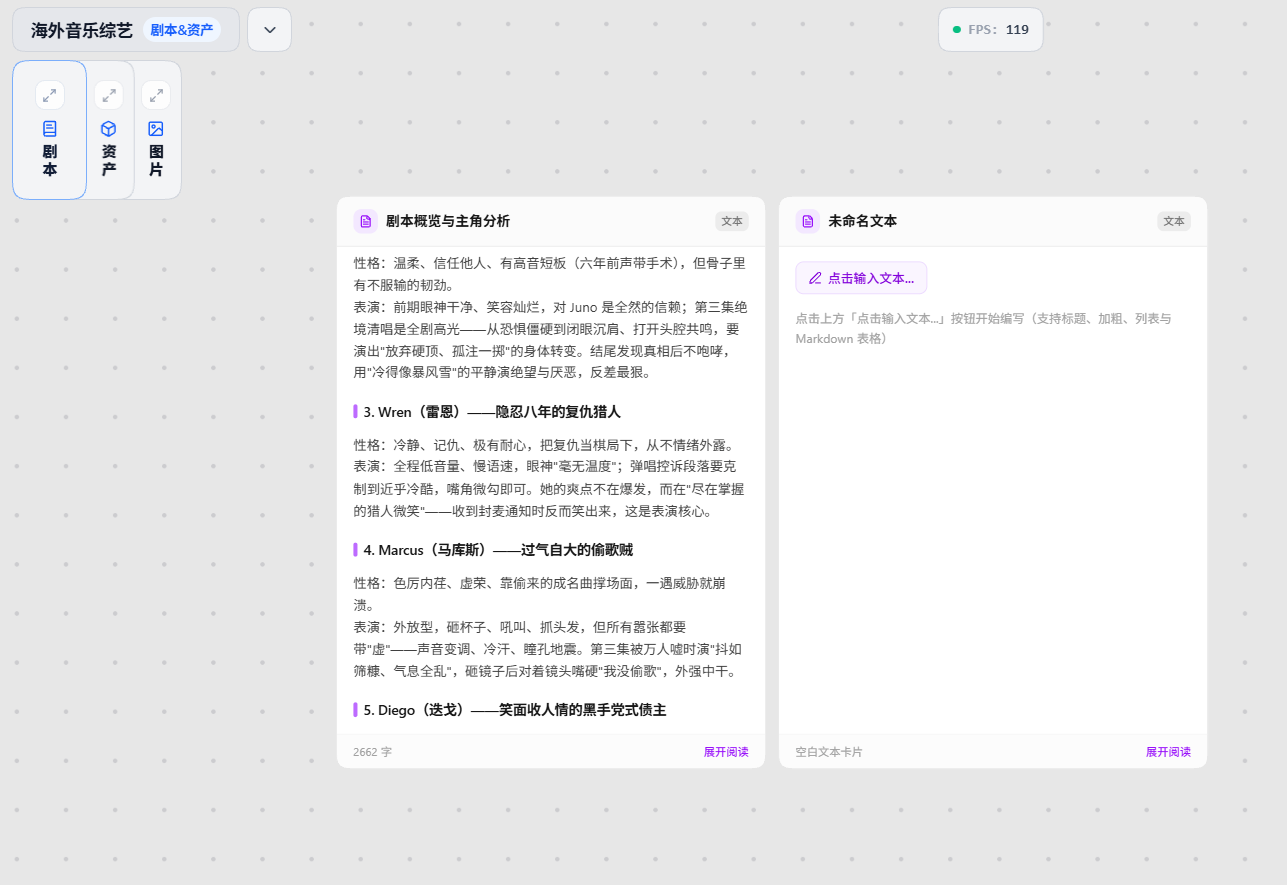 海外音乐综艺 剧本&资产
FPS: 119
剧本
资产
图片
剧本概览与主角分析 文本
性格：温柔、信任他人、有高音短板（六年前声带手术），但骨子里
有不服输的韧劲。
表演：前期眼神干净、笑容灿烂，对 Juno 是全然的信赖；第三集绝
境清唱是全剧高光——从恐惧僵硬到闭眼沉肩、打开头腔共鸣，要
演出"放弃硬顶、孤注一掷"的身体转变。结尾发现真相后不咆哮，
用"冷得像暴风雪"的平静演绝望与厌恶，反差最狠。
3. Wren（雷恩）——隐忍八年的复仇猎人
性格：冷静、记仇、极有耐心，把复仇当棋局下，从不情绪外露。
表演：全程低音量、慢语速，眼神"毫无温度"；弹唱控诉段落要克
制到近乎冷酷，嘴角微勾即可。她的爽点不在爆发，而在"尽在掌握
的猎人微笑"——收到封麦通知时反而笑出来，这是表演核心。
4. Marcus（马库斯）——过气自大的偷歌贼
性格：色厉内荏、虚荣、靠偷来的成名曲撑场面，一遇威胁就崩
溃。
表演：外放型，砸杯子、吼叫、抓头发，但所有嚣张都要
带"虚"——声音变调、冷汗、瞳孔地震。第三集被万人嘘时演"抖如
筛糠、气息全乱"，砸镜子后对着镜头嘴硬"我没偷歌"，外强中干。
5. Diego（迭戈）——笑面收人情的黑手党式债主
2662 字 展开阅读
未命名文本 文本
点击输入文本...
点击上方「点击输入文本...」按钮开始编写（支持标题、加粗、列表与
Markdown 表格）
空白文本卡片 展开阅读